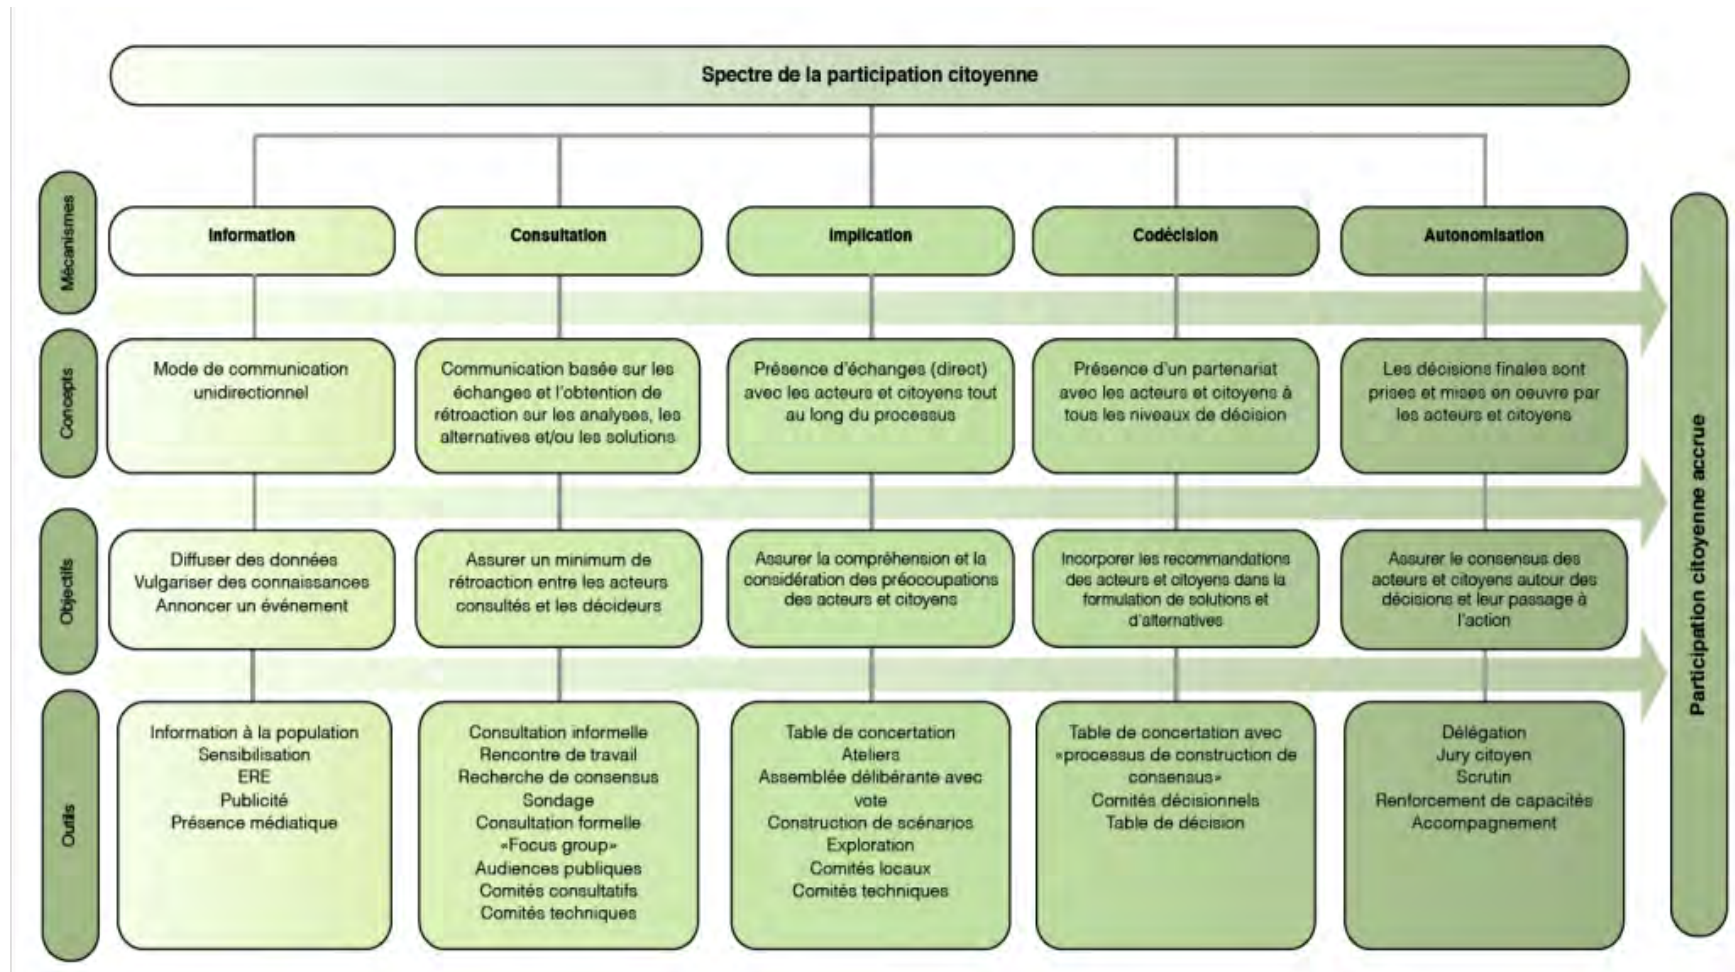 Spectre de la participation citoyenne
Mécanismes
Information
Consultation
Implication
Codécision
Autonomisation
Concepts
Mode de communication
unidirectionnel
Communication basée sur les
échanges et l'obtention de
rétroaction sur les analyses, les
alternatives et/ou les solutions
Présence d'échanges (direct)
avec les acteurs et citoyens tout
au long du processus
Présence d'un partenariat
avec les acteurs et citoyens à
tous les niveaux de décision
Les décisions finales sont
prises et mises en oeuvre par
les acteurs et citoyens
Objectifs
Diffuser des données
Vulgariser des connaissances
Annoncer un événement
Assurer un minimum de
rétroaction entre les acteurs
consultés et les décideurs
Assurer la compréhension et la
considération des préoccupations
des acteurs et citoyens
Incorporer les recommandations
des acteurs et citoyens dans la
formulation de solutions et
d'alternatives
Assurer le consensus des
acteurs et citoyens autour des
décisions et leur passage à
l'action
Outils
Information à la population
Sensibilisation
ERE
Publicité
Présence médiatique
Consultation informelle
Rencontre de travail
Recherche de consensus
Sondage
Consultation formelle
«Focus group»
Audiences publiques
Comités consultatifs
Comités techniques
Table de concertation
Ateliers
Assemblée délibérante avec
vote
Construction de scénarios
Exploration
Comités locaux
Comités techniques
Table de concertation avec
«processus de construction de
consensus»
Comités décisionnels
Table de décision
Délégation
Jury citoyen
Scrutin
Renforcement de capacités
Accompagnement
Participation citoyenne accrue